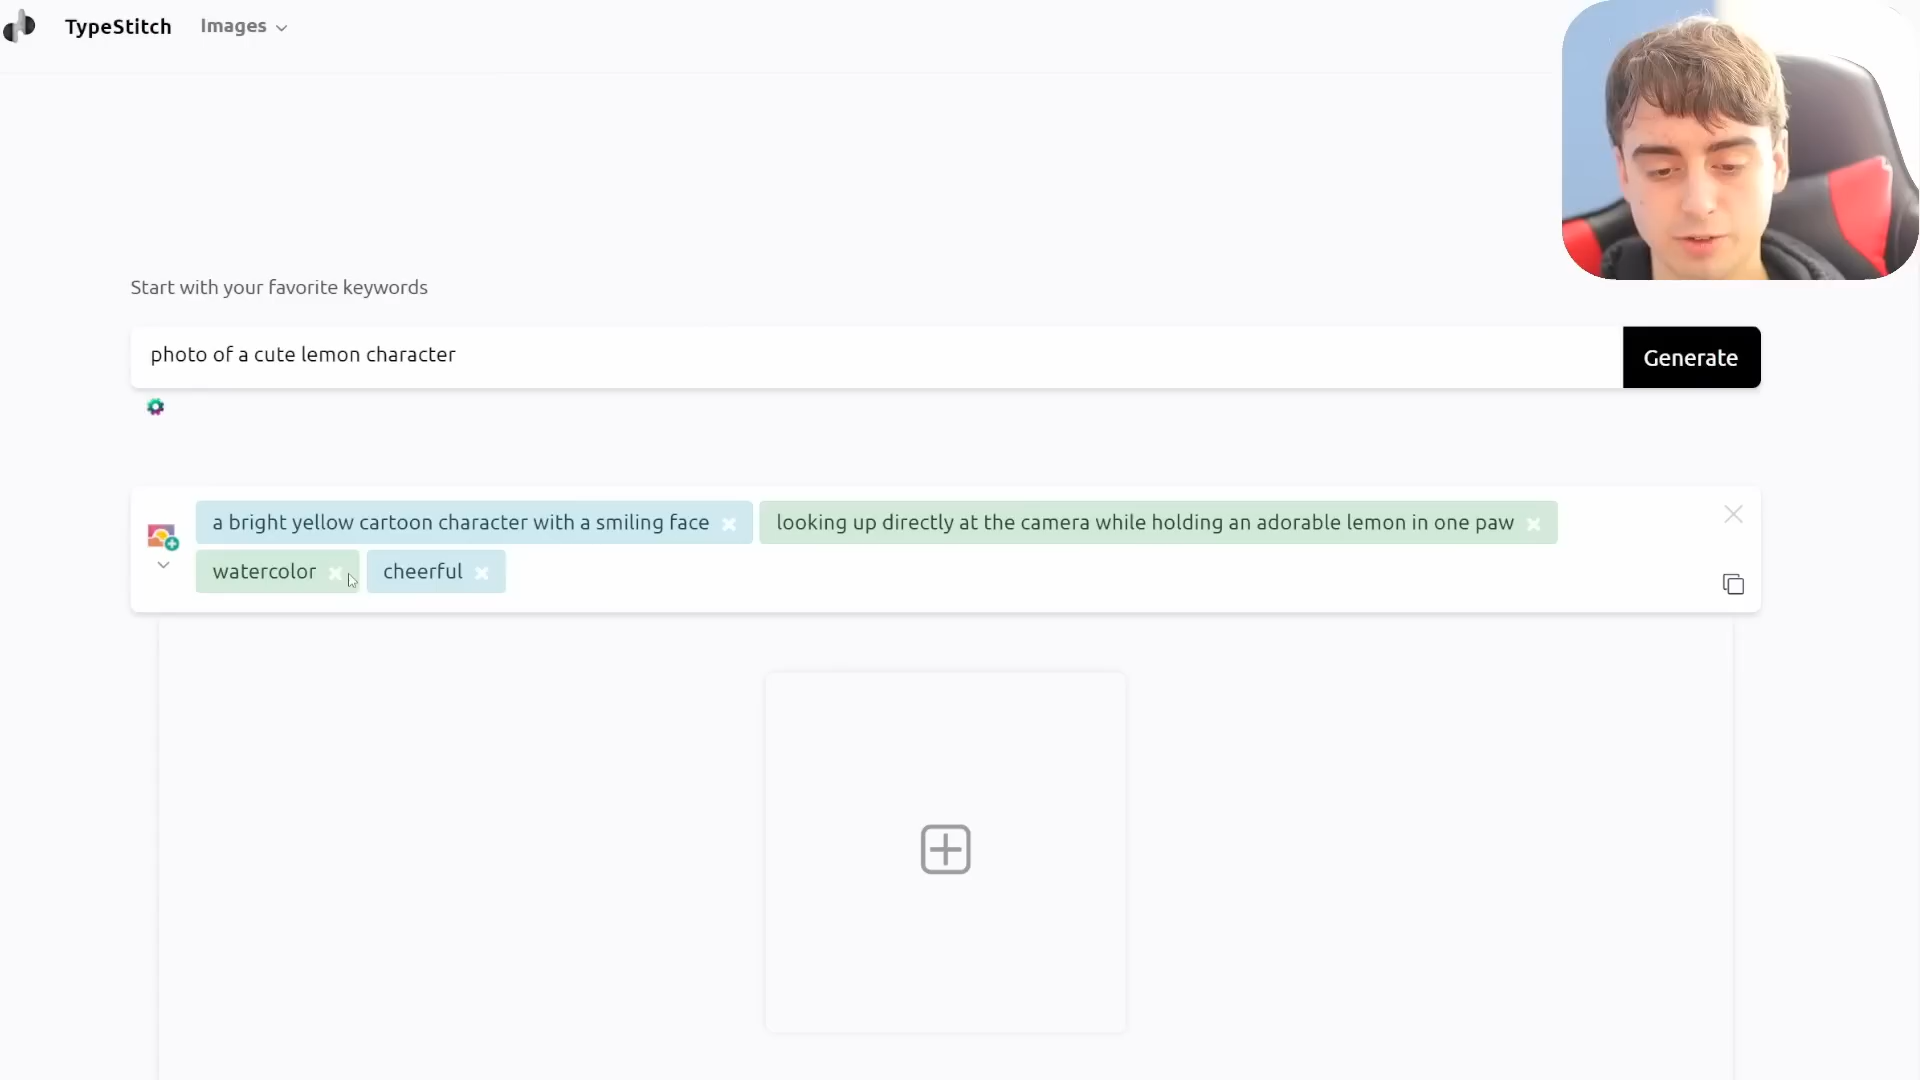 TypeStitch Images
Start with your favorite keywords
photo of a cute lemon character
Generate
a bright yellow cartoon character with a smiling face looking up directly at the camera while holding an adorable lemon in one paw
watercolor cheerful